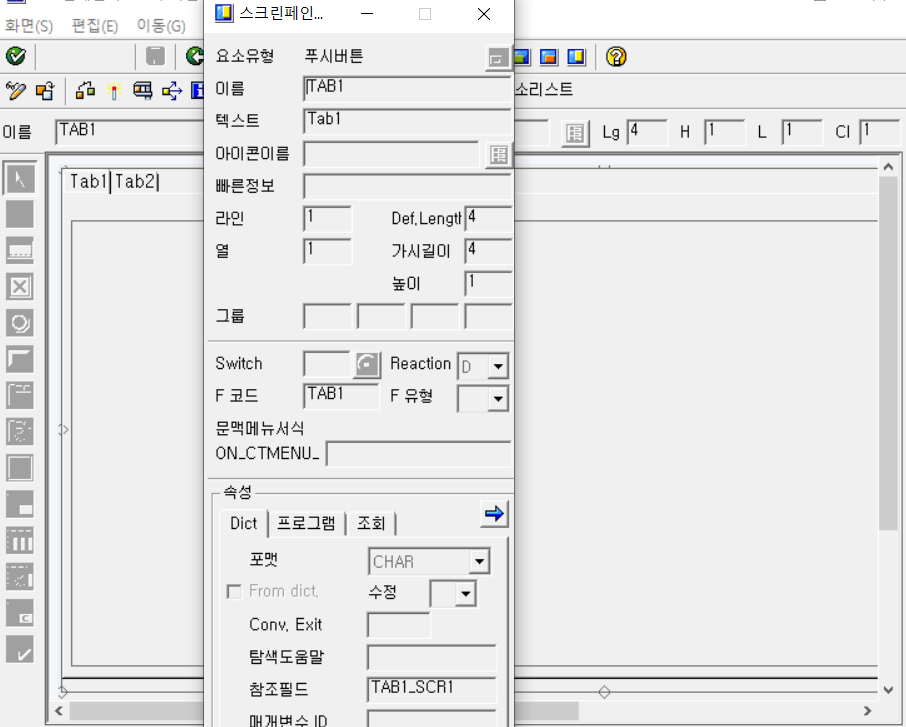 스크린페인...
화면(S) 편집(E) 이동(G)
요소유형 푸시버튼
이름 TAB1
소리스트
텍스트 Tab1
이름 TAB1
Lg 4 H 1 L 1 Cl 1
아이콘이름
빠른정보
Tab1 Tab2
라인 1 Def.Lengtl 4
열 1 가시길이 4
높이 1
그룹
Switch Reaction D
F 코드 TAB1 F 유형
문맥메뉴서식
ON_CTMENU_
속성
Dict 프로그램 조회
포맷 CHAR
From dict. 수정
Conv. Exit
탐색도움말
참조필드 TAB1_SCR1
매개변수 ID